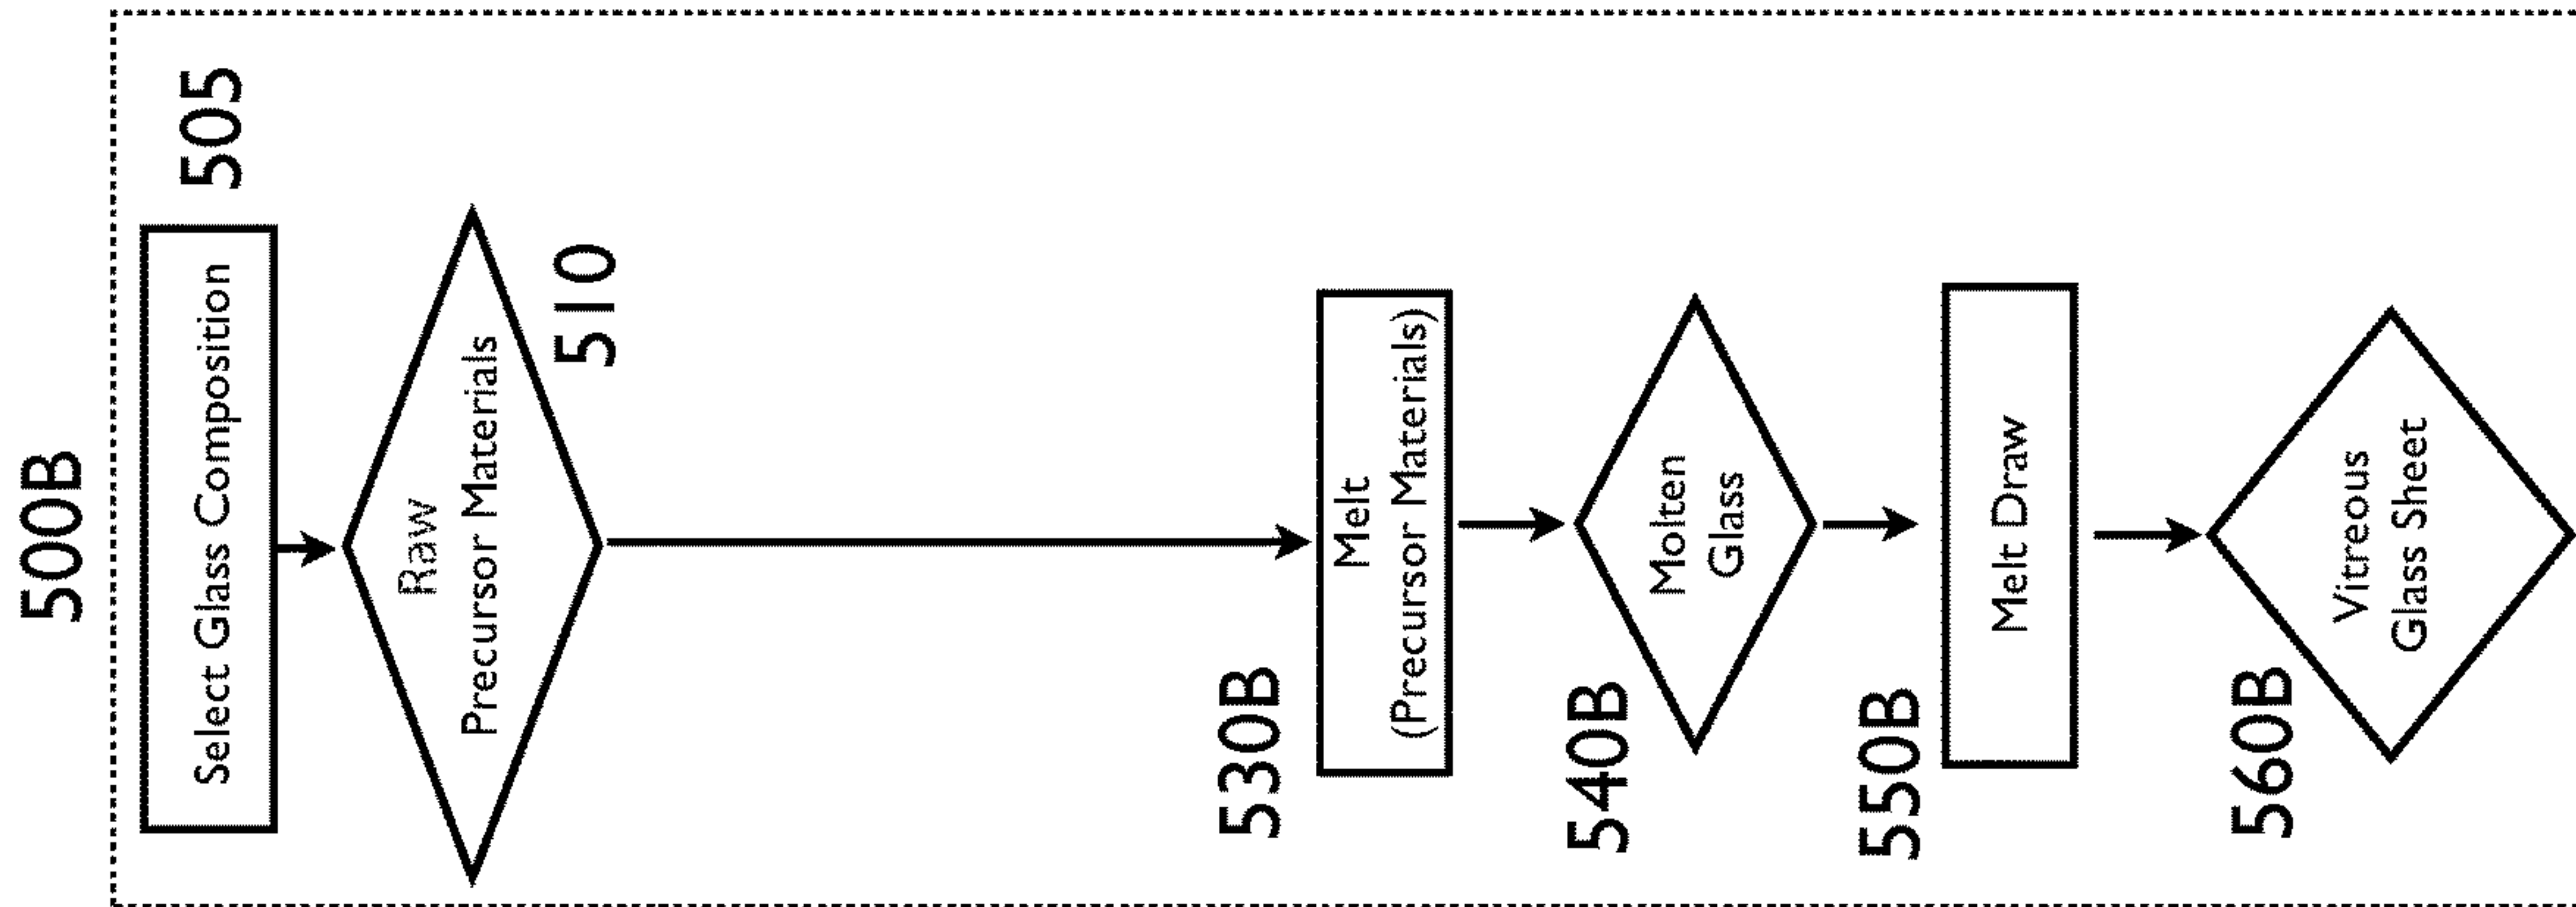 500B
505
Select Glass Composition
Raw
Precursor Materials
510
530B
Melt
(Precursor Materials)
540B
Molten
Glass
550B
Melt Draw
560B
Vitreous
Glass Sheet